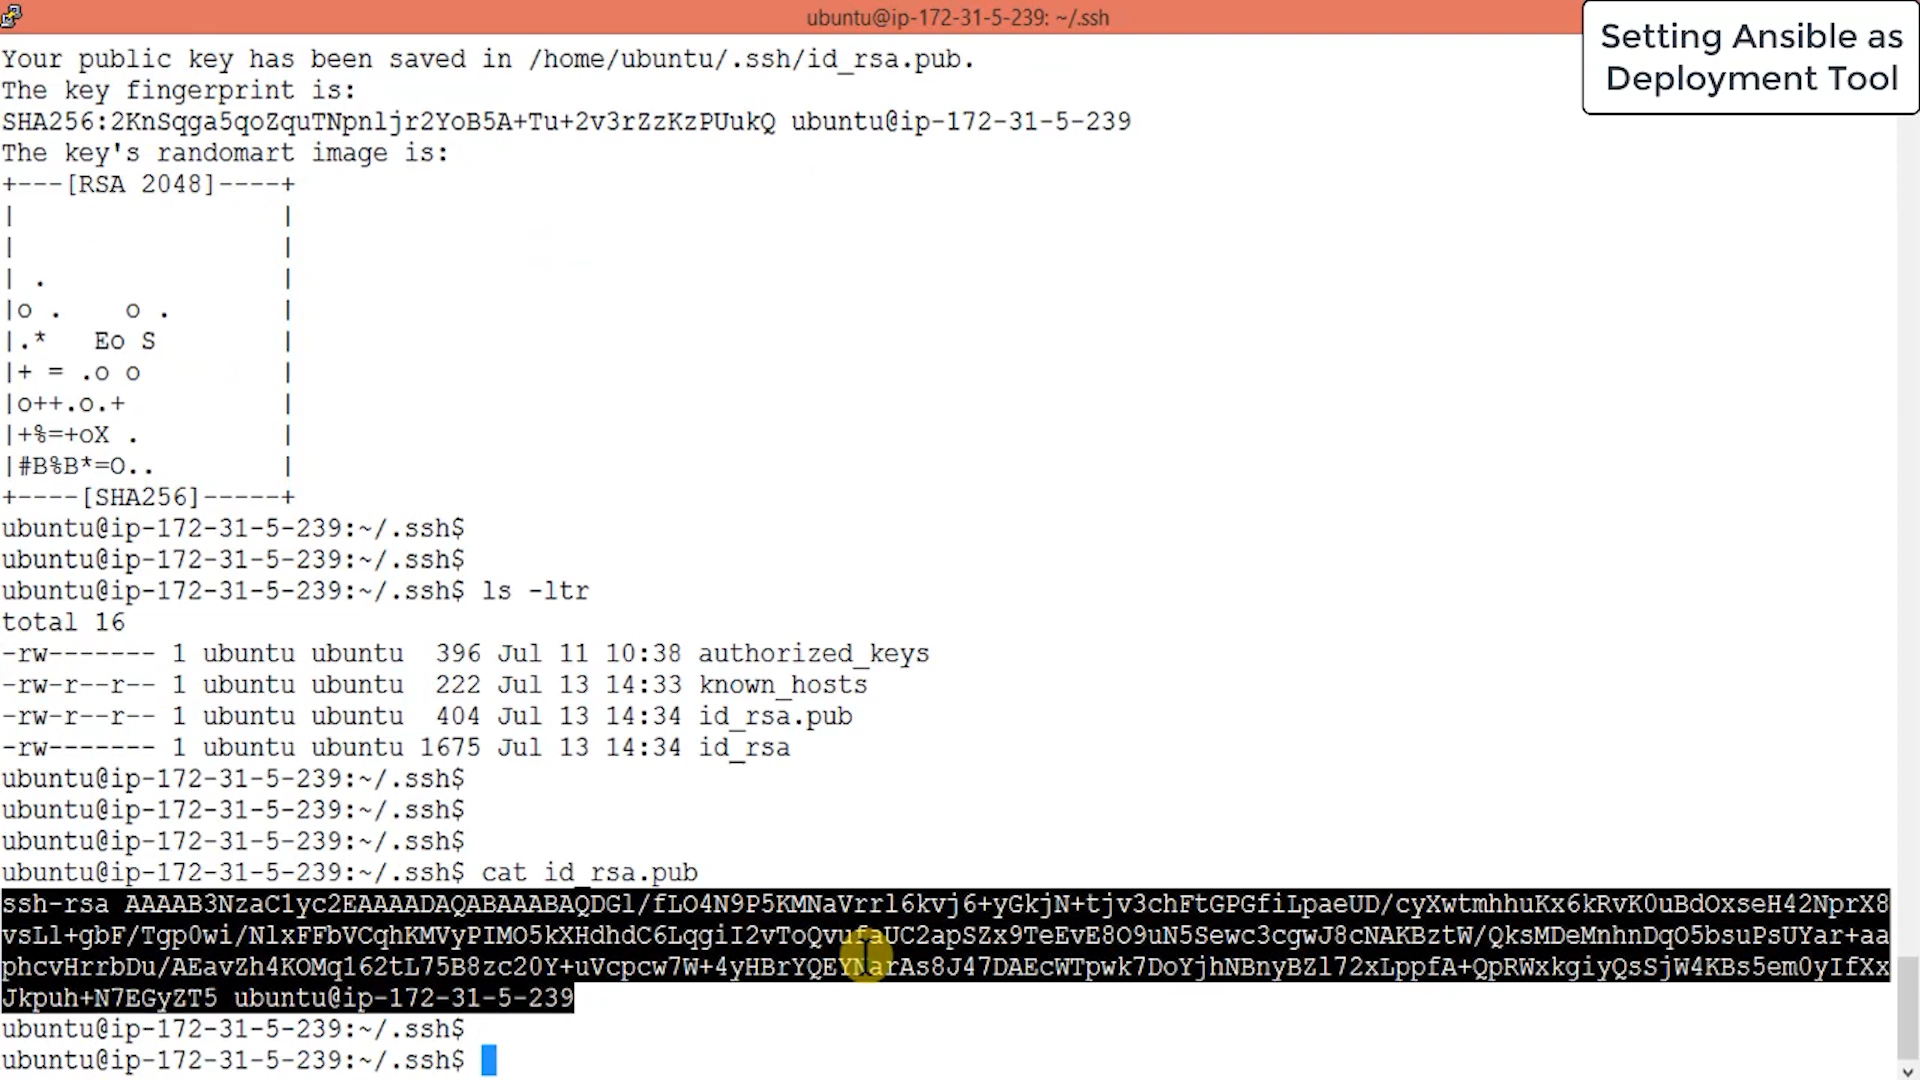 ubuntu@ip-172-31-5-239: ~/.ssh
Setting Ansible as
Deployment Tool
Your public key has been saved in /home/ubuntu/.ssh/id_rsa.pub.
The key fingerprint is:
SHA256:2KnSqga5qoZquTNpnljr2YoB5A+Tu+2v3rZzKzPUukQ ubuntu@ip-172-31-5-239
The key's randomart image is:
+---[RSA 2048]----+
|                 |
|                 |
| .               |
|o .    o .       |
|.*   Eo S        |
|+ = .o o         |
|o++.o.+          |
|+%=+oX .         |
|#B%B*=O..        |
+----[SHA256]-----+
ubuntu@ip-172-31-5-239:~/.ssh$
ubuntu@ip-172-31-5-239:~/.ssh$
ubuntu@ip-172-31-5-239:~/.ssh$ ls -ltr
total 16
-rw------- 1 ubuntu ubuntu  396 Jul 11 10:38 authorized_keys
-rw-r--r-- 1 ubuntu ubuntu  222 Jul 13 14:33 known_hosts
-rw-r--r-- 1 ubuntu ubuntu  404 Jul 13 14:34 id_rsa.pub
-rw------- 1 ubuntu ubuntu 1675 Jul 13 14:34 id_rsa
ubuntu@ip-172-31-5-239:~/.ssh$
ubuntu@ip-172-31-5-239:~/.ssh$
ubuntu@ip-172-31-5-239:~/.ssh$
ubuntu@ip-172-31-5-239:~/.ssh$ cat id_rsa.pub
ssh-rsa AAAAB3NzaC1yc2EAAAADAQABAAABAQDGl/fLO4N9P5KMNaVrrl6kvj6+yGkjN+tjv3chFtGPGfiLpaeUD/cyXwtmhhuKx6kRvK0uBdOxseH42NprX8
vsLl+gbF/Tgp0wi/NlxFFbVCqhKMVyPIMO5kXHdhdC6LqgiI2vToQvufaUC2apSZx9TeEvE8O9uN5Sewc3cgwJ8cNAKBztW/QksMDeMnhnDqO5bsuPsUYar+aa
phcvHrrbDu/AEavZh4KOMq162tL75B8zc20Y+uVcpcw7W+4yHBrYQEYNarAs8J47DAEcWTpwk7DoYjhNBnyBZl72xLppfA+QpRWxkgiyQsSjW4KBs5em0yIfXx
Jkpuh+N7EGyZT5 ubuntu@ip-172-31-5-239
ubuntu@ip-172-31-5-239:~/.ssh$
ubuntu@ip-172-31-5-239:~/.ssh$